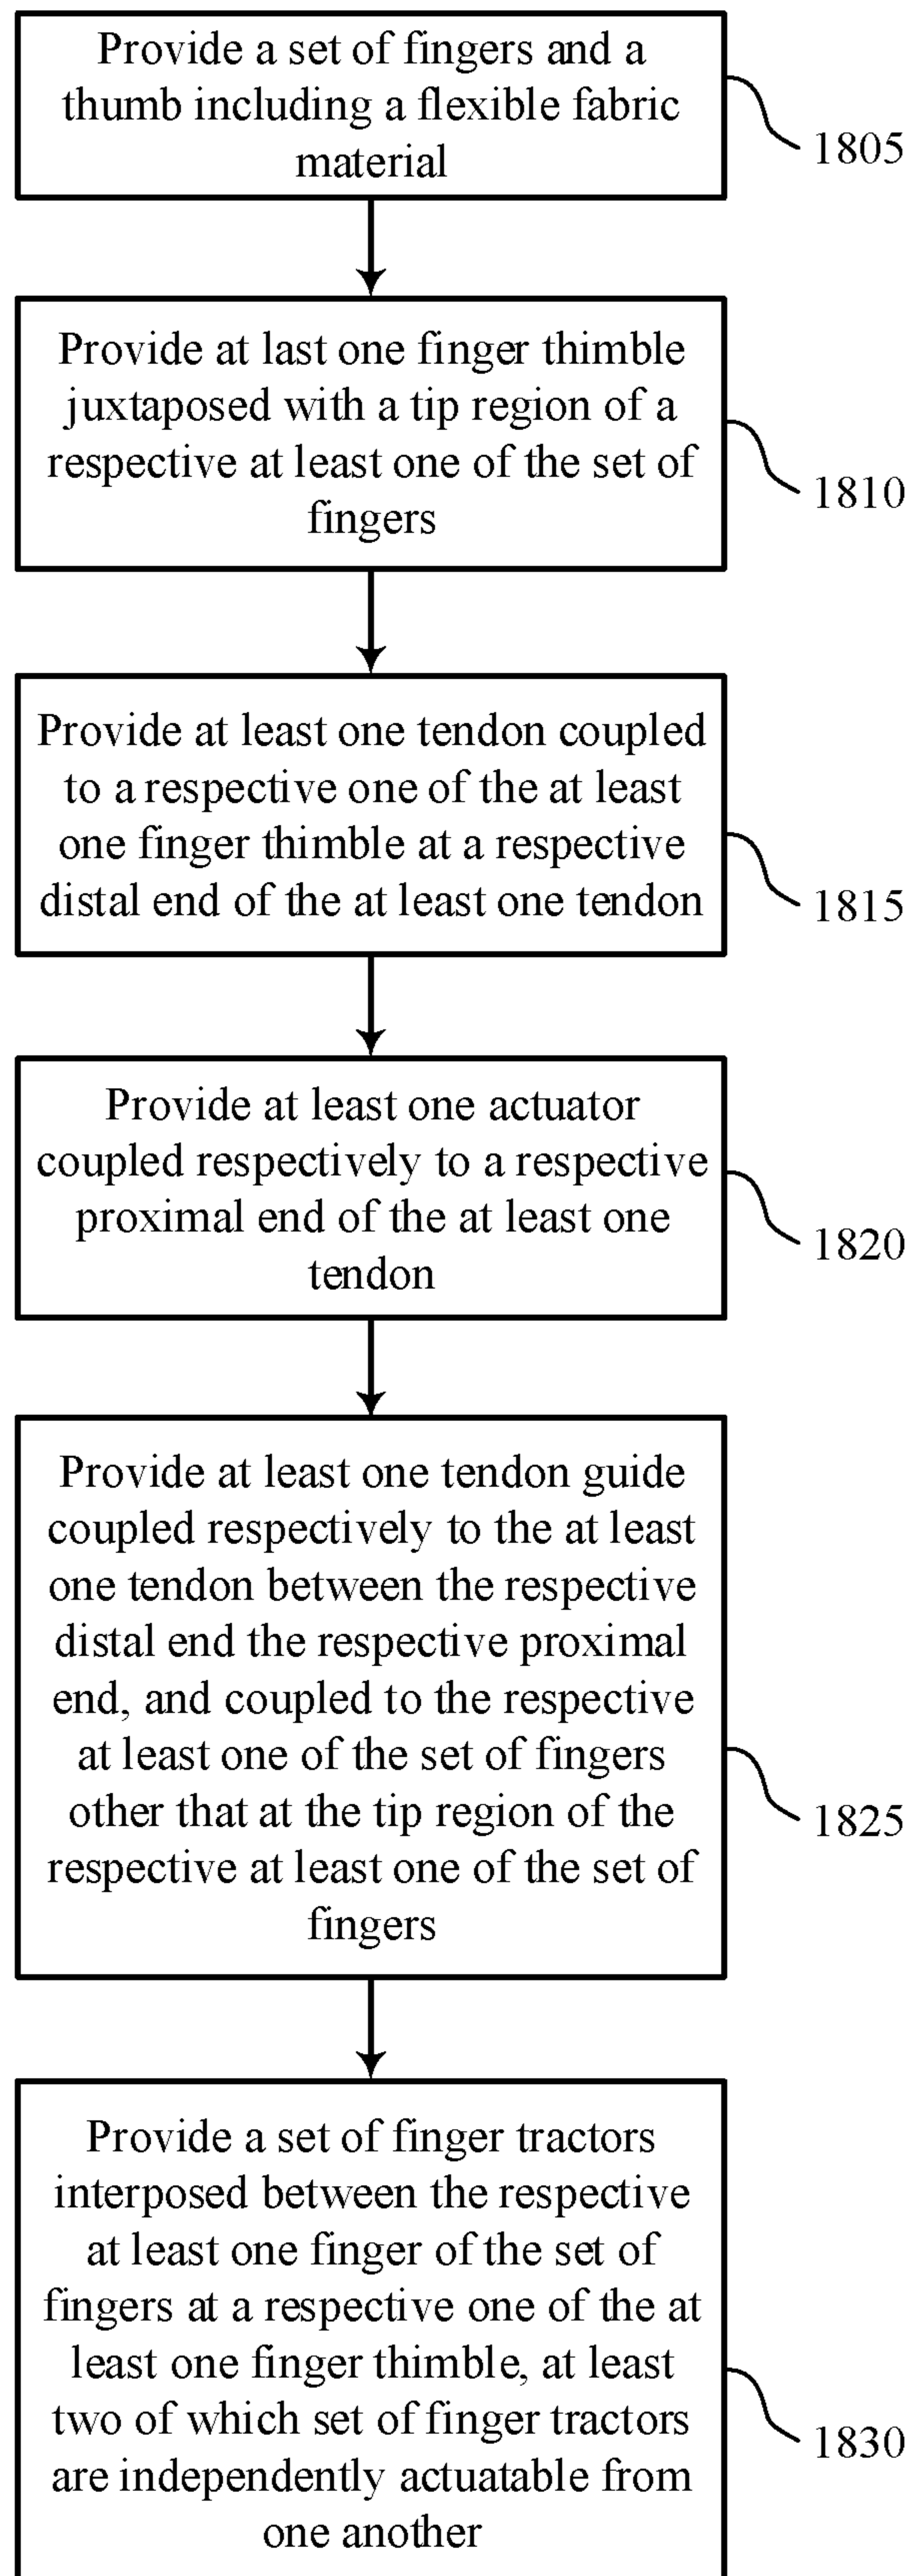 Provide a set of fingers and a
thumb including a flexible fabric
material
1805
Provide at last one finger thimble
juxtaposed with a tip region of a
respective at least one of the set of
fingers
1810
Provide at least one tendon coupled
to a respective one of the at least
one finger thimble at a respective
distal end of the at least one tendon
1815
Provide at least one actuator
coupled respectively to a respective
proximal end of the at least one
tendon
1820
Provide at least one tendon guide
coupled respectively to the at least
one tendon between the respective
distal end the respective proximal
end, and coupled to the respective
at least one of the set of fingers
other that at the tip region of the
respective at least one of the set of
fingers
1825
Provide a set of finger tractors
interposed between the respective
at least one finger of the set of
fingers at a respective one of the at
least one finger thimble, at least
two of which set of finger tractors
are independently actuatable from
one another
1830